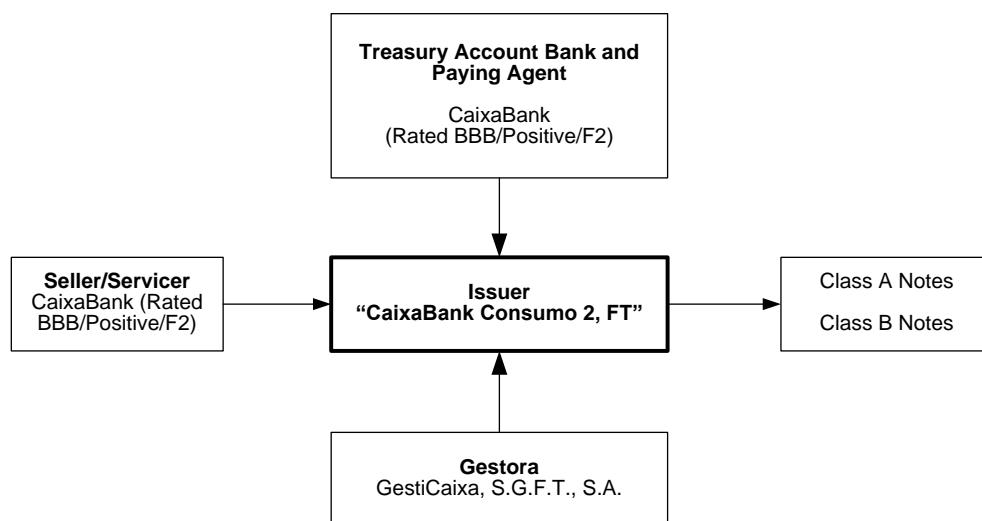 Treasury Account Bank and
Paying Agent
CaixaBank
(Rated BBB/Positive/F2)
Seller/Servicer
CaixaBank (Rated
BBB/Positive/F2)
Issuer
“CaixaBank Consumo 2, FT”
Class A Notes
Class B Notes
Gestora
GestiCaixa, S.G.F.T., S.A.